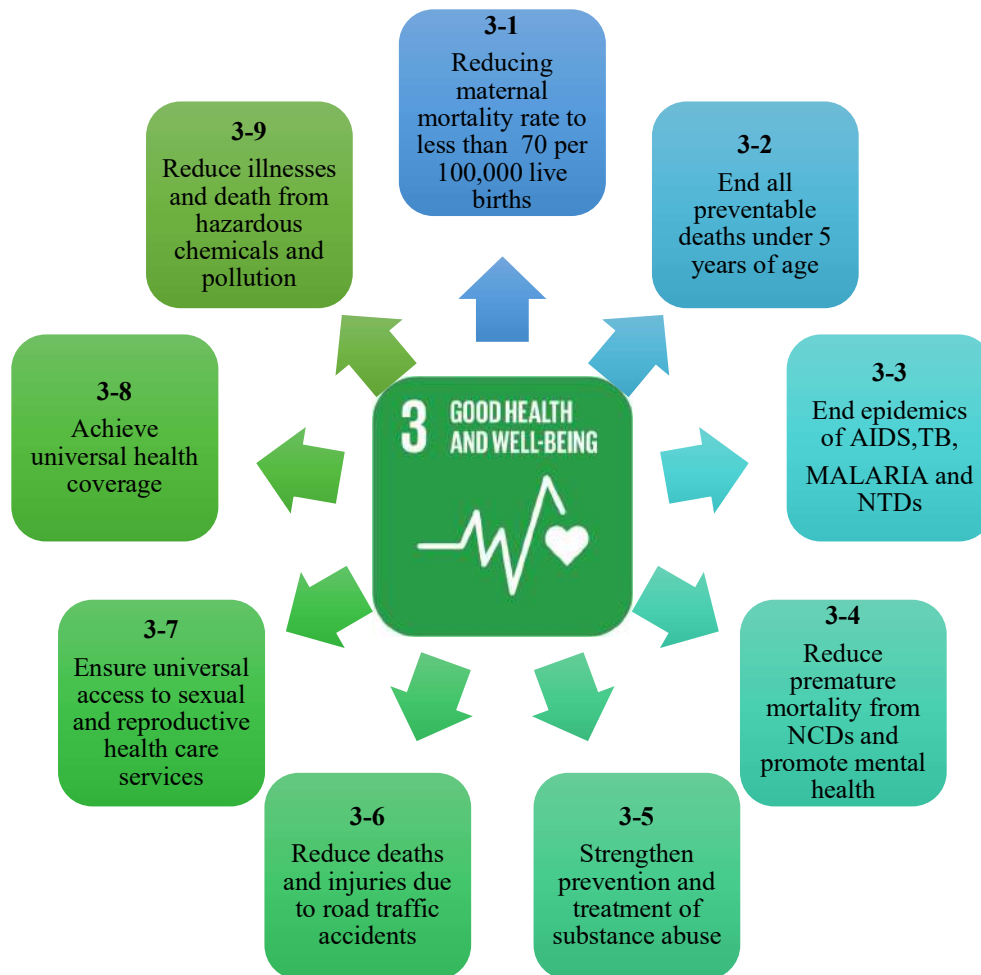 3-1
Reducing
maternal
mortality rate to
less than 70 per
100,000 live
births
3-2
End all
preventable
deaths under 5
years of age
3-3
End epidemics
of AIDS,TB,
MALARIA and
NTDs
3-4
Reduce
premature
mortality from
NCDs and
promote mental
health
3-5
Strengthen
prevention and
treatment of
substance abuse
3-6
Reduce deaths
and injuries due
to road traffic
accidents
3-7
Ensure universal
access to sexual
and reproductive
health care
services
3-8
Achieve
universal health
coverage
3-9
Reduce illnesses
and death from
hazardous
chemicals and
pollution
3 GOOD HEALTH
AND WELL-BEING